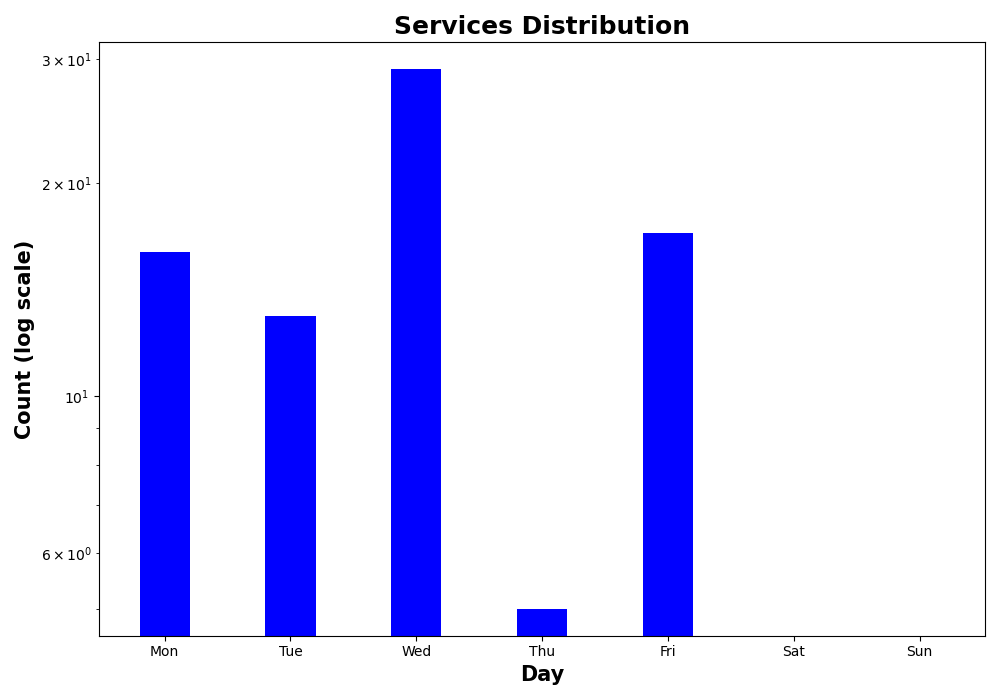 Services Distribution
Count (log scale)
3 × 10¹
2 × 10¹
10¹
6 × 10⁰
Mon Tue Wed Thu Fri Sat Sun
Day